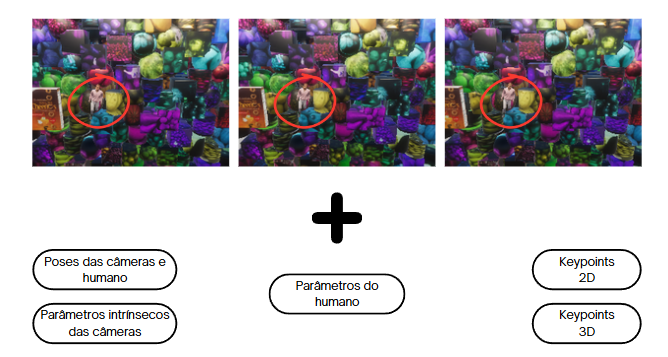 Poses das câmeras e
humano
Parâmetros intrínsecos
das câmeras
Parâmetros do
humano
Keypoints
2D
Keypoints
3D